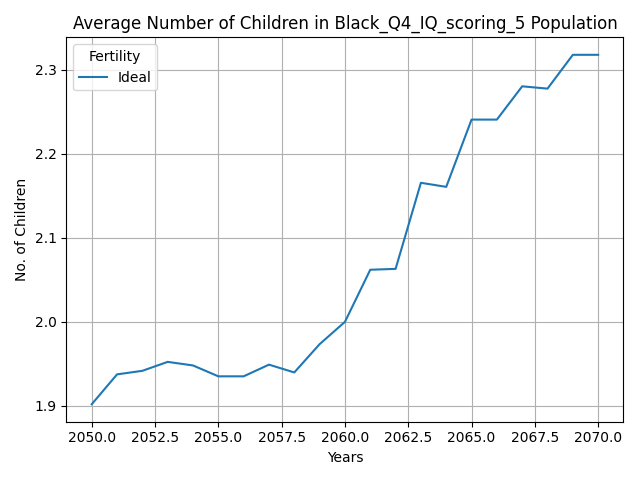 Average Number of Children in Black_Q4_IQ_scoring_5 Population
Fertility
Ideal
No. of Children
2.3
2.2
2.1
2.0
1.9
2050.0 2052.5 2055.0 2057.5 2060.0 2062.5 2065.0 2067.5 2070.0
Years